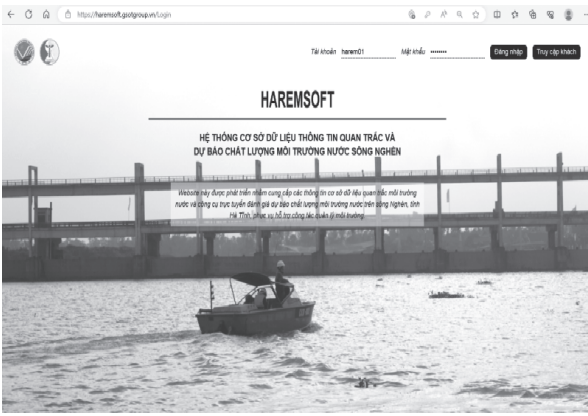 https://haremsoft.gsotgroup.vn/Login
Tài khoản harem01 Mật khẩu •••••••• Đăng nhập Truy cập khách
HAREMSOFT
HỆ THỐNG CƠ SỞ DỮ LIỆU THÔNG TIN QUAN TRẮC VÀ
DỰ BÁO CHẤT LƯỢNG MÔI TRƯỜNG NƯỚC SÔNG NGHÈN
Website này được phát triển nhằm cung cấp các thông tin cơ sở dữ liệu quan trắc môi trường
nước và công cụ trực tuyến đánh giá dự báo chất lượng môi trường nước trên sông Nghèn, tỉnh
Hà Tĩnh, phục vụ hỗ trợ công tác quản lý môi trường.